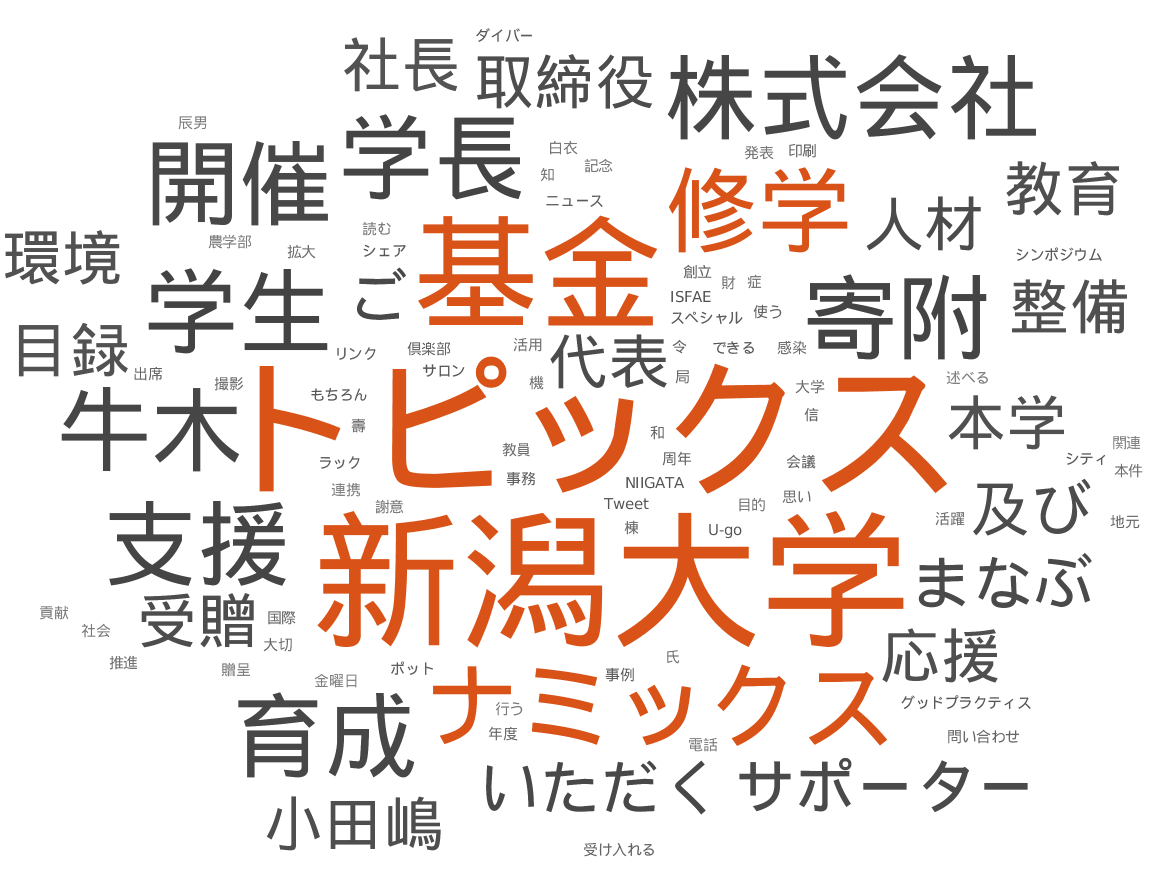 ダイバー
社長
取締役
株式会社
辰男
学長
開催
白衣
発表
印刷
記念
知
修学
教育
ニュース
人材
読む
農学部
拡大
シェア
環境
基金
シンポジウム
学生
ご
創立
財
症
ISFAE
寄附
整備
使う
スペシャル
目録
リンク
倶楽部
活用
代表
令
できる
感染
サロン
出席
撮影
機
局
大学
述べる
もちろん
牛木
トピックス
信
本学
壽
和
関連
教員
周年
会議
シティ
本件
ラック
事務
連携
NIIGATA
思い
謝意
Tweet
目的
及び
支援
活躍
地元
棟
U-go
新潟大学
まなぶ
貢献
受贈
国際
社会
大切
応援
推進
贈呈
ポット
氏
事例
金曜日
ナミックス
育成
行う
グッドプラクティス
年度
電話
問い合わせ
いただく
サポーター
小田嶋
受け入れる